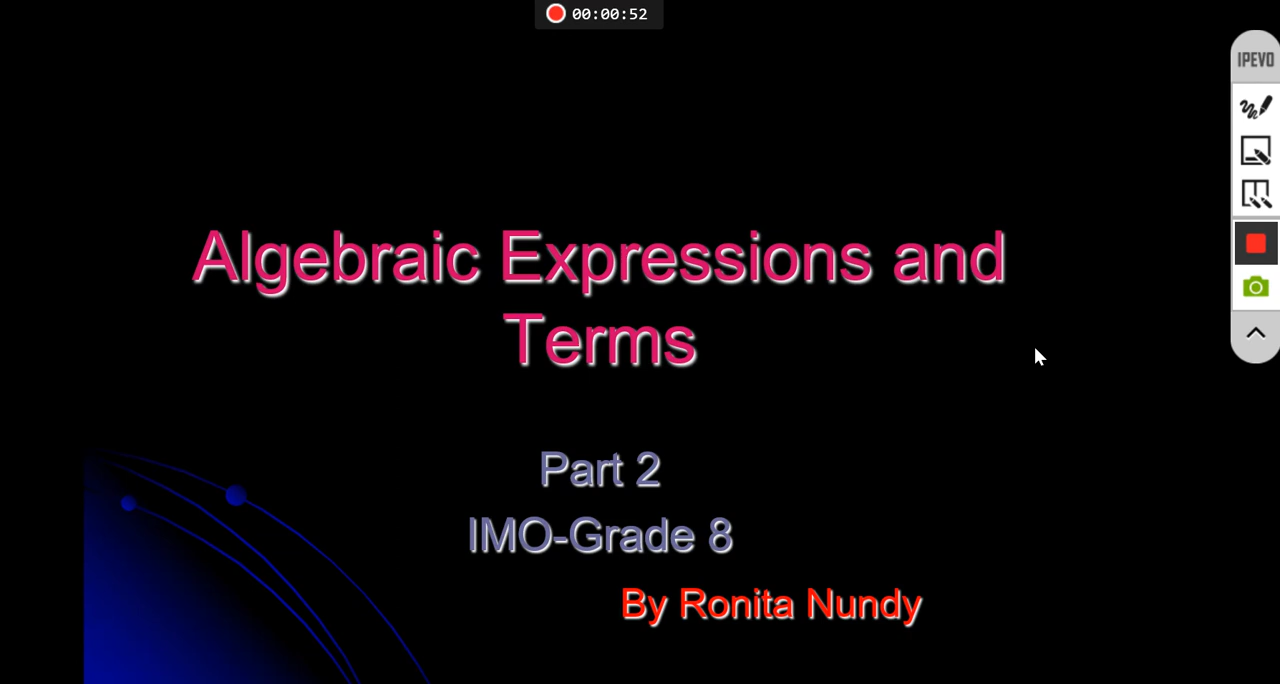 00:00:52
IPEVO
Algebraic Expressions and
Terms
Part 2
IMO-Grade 8
By Ronita Nundy